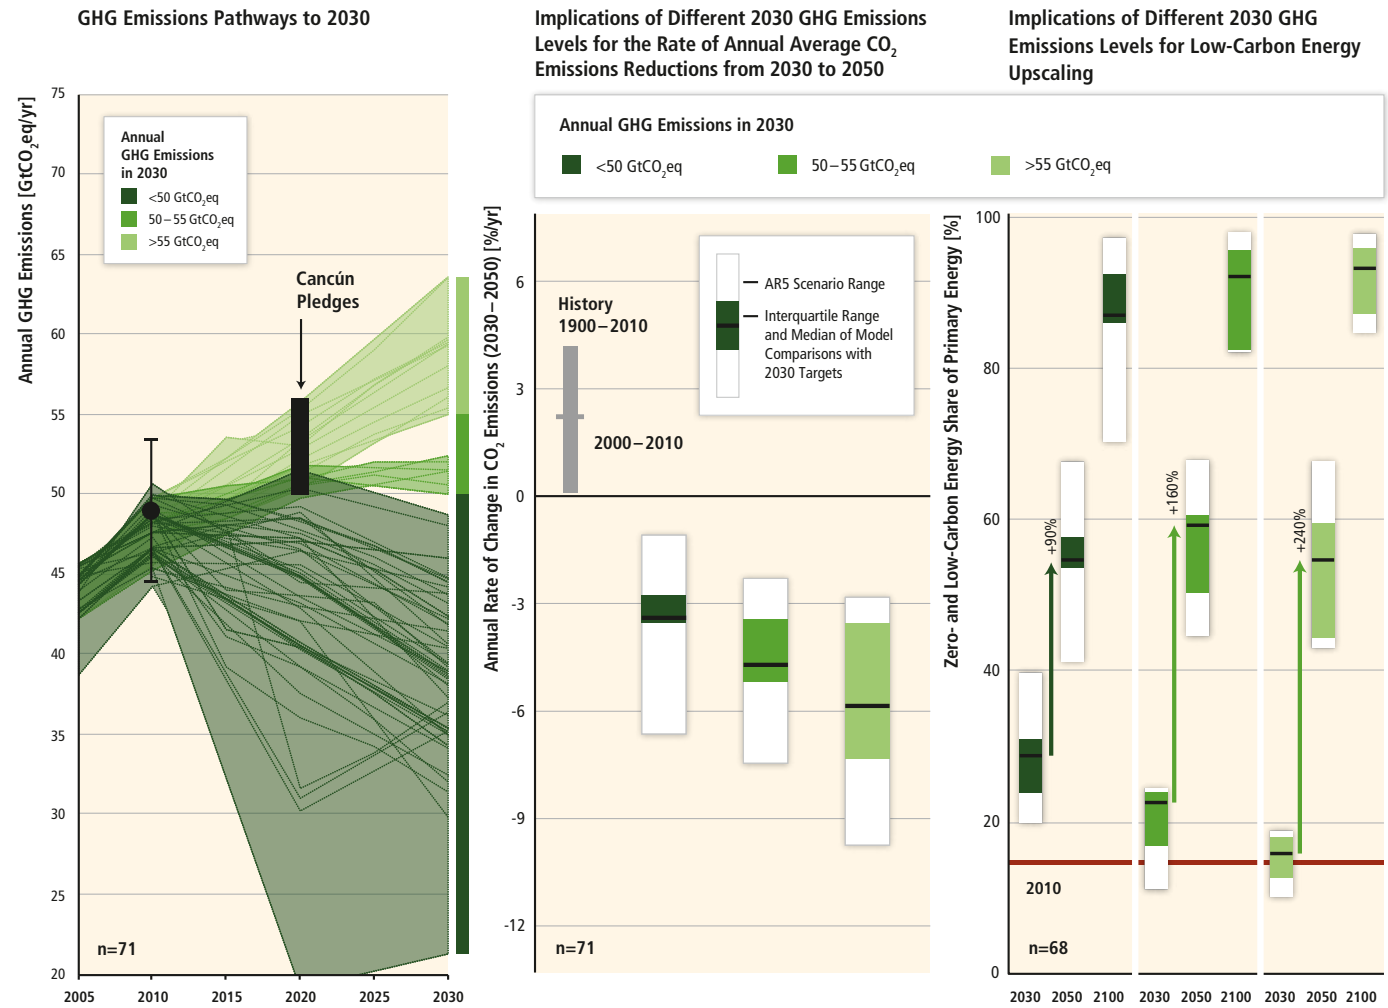 GHG Emissions Pathways to 2030
Annual GHG Emissions [GtCO2eq/yr]
75
70
65
60
55
50
45
40
35
30
25
20
Annual
GHG Emissions
in 2030
<50 GtCO2eq
50–55 GtCO2eq
>55 GtCO2eq
Cancún
Pledges
n=71
2005
2010
2015
2020
2025
2030
Implications of Different 2030 GHG Emissions
Levels for the Rate of Annual Average CO2
Emissions Reductions from 2030 to 2050
Implications of Different 2030 GHG
Emissions Levels for Low-Carbon Energy
Upscaling
Annual GHG Emissions in 2030
<50 GtCO2eq
50–55 GtCO2eq
>55 GtCO2eq
Annual Rate of Change in CO2 Emissions (2030–2050) [%/yr]
6
3
0
-3
-6
-9
-12
History
1900–2010
2000–2010
AR5 Scenario Range
Interquartile Range
and Median of Model
Comparisons with
2030 Targets
n=71
Zero- and Low-Carbon Energy Share of Primary Energy [%]
100
80
60
40
20
0
+90%
+160%
+240%
2010
n=68
2030
2050
2100
2030
2050
2100
2030
2050
2100